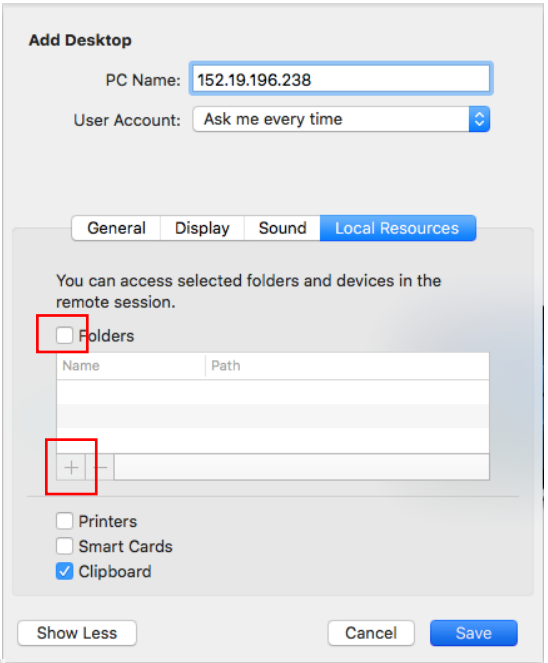 Add Desktop
PC Name: 152.19.196.238
User Account: Ask me every time
General Display Sound Local Resources
You can access selected folders and devices in the
remote session.
Folders
Name Path
+ −
Printers
Smart Cards
Clipboard
Show Less Cancel Save